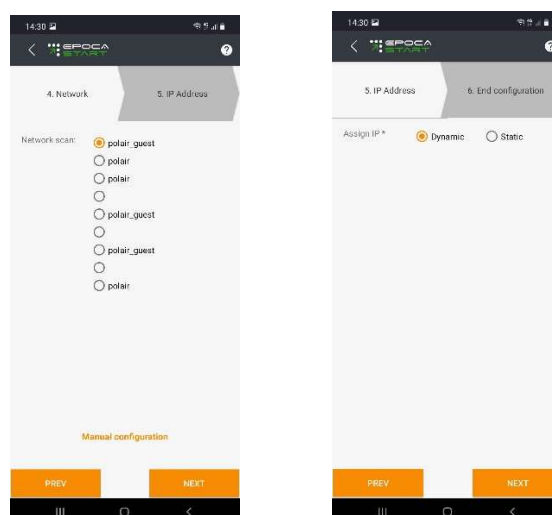 14:30
EPOCA
START
4. Network
5. IP Address
Network scan:
polair_guest
polair
polair
polair_guest
polair_guest
polair
Manual configuration
PREV
NEXT
14:30
EPOCA
START
5. IP Address
6. End configuration
Assign IP *
Dynamic
Static
PREV
NEXT